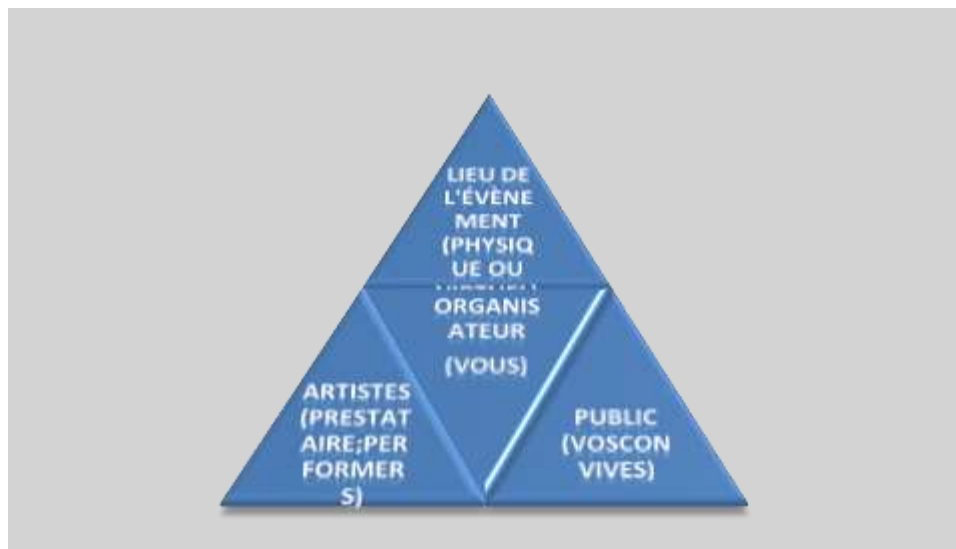 LIEU DE
L'ÉVÈNE
MENT
(PHYSIQ
UE OU
ORGANIS
ATEUR
(VOUS)
ARTISTES
(PRESTAT
AIRE;PER
FORMER
S)
PUBLIC
(VOSCON
VIVES)